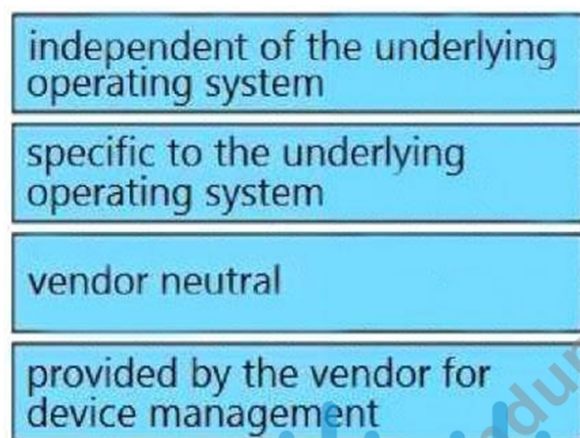 independent of the underlying
operating system
specific to the underlying
operating system
vendor neutral
provided by the vendor for
device management